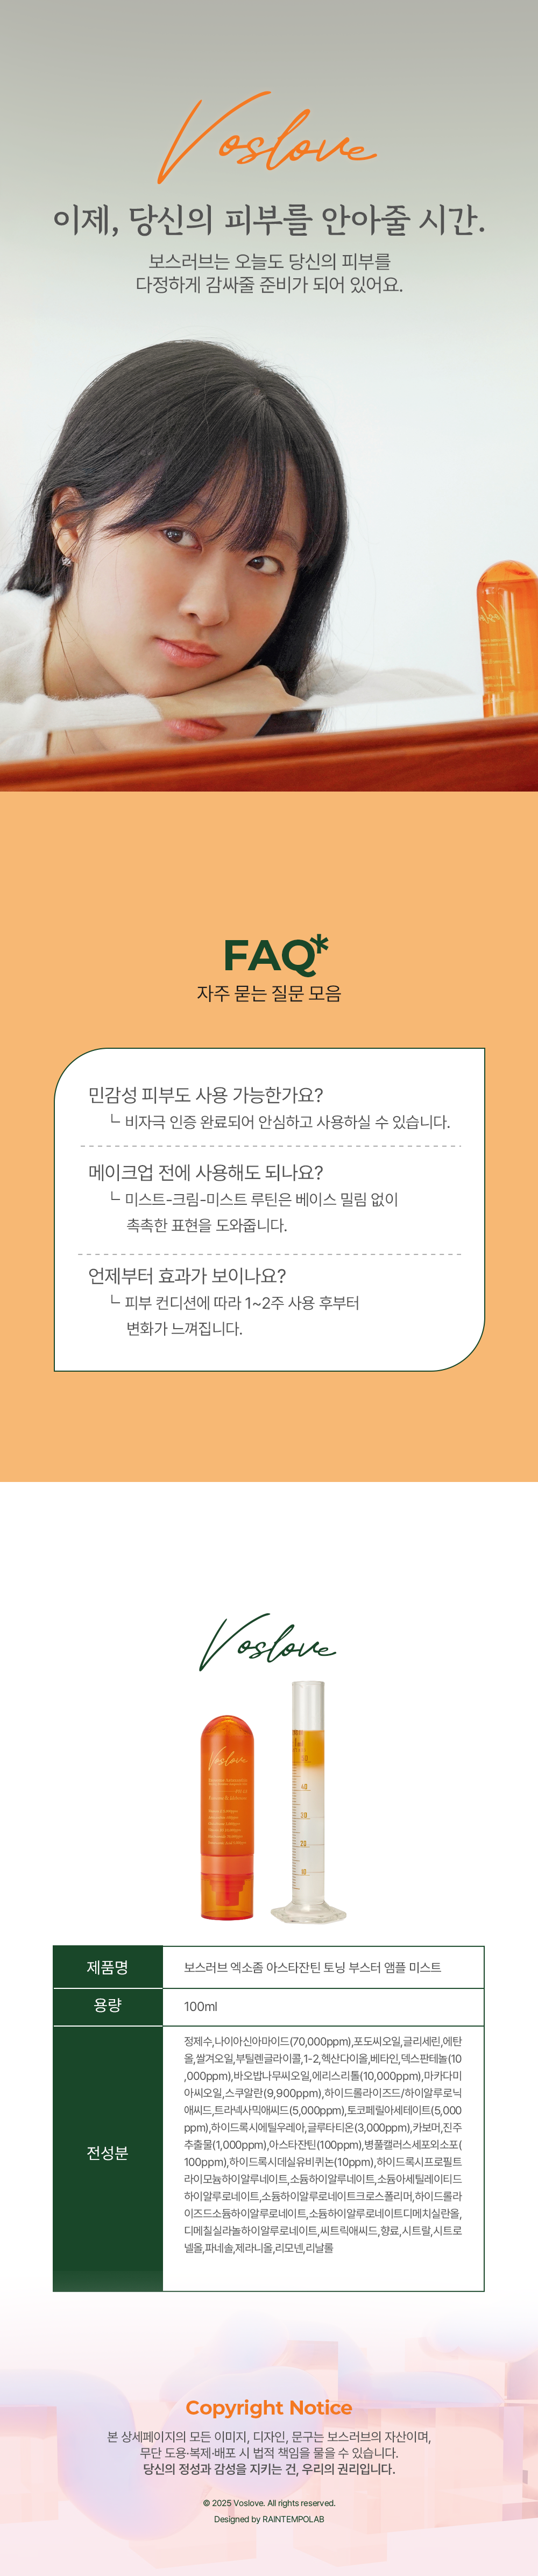 Voslove
이제, 당신의 피부를 안아줄 시간.
보스러브는 오늘도 당신의 피부를
다정하게 감싸줄 준비가 되어 있어요.
FAQ*
자주 묻는 질문 모음
민감성 피부도 사용 가능한가요?
└ 비자극 인증 완료되어 안심하고 사용하실 수 있습니다.
메이크업 전에 사용해도 되나요?
└ 미스트-크림-미스트 루틴은 베이스 밀림 없이
촉촉한 표현을 도와줍니다.
언제부터 효과가 보이나요?
└ 피부 컨디션에 따라 1~2주 사용 후부터
변화가 느껴집니다.
Voslove
Voslove
40
20
10
제품명
보스러브 엑소좀 아스타잔틴 토닝 부스터 앰플 미스트
용량
100ml
전성분
정제수,나이아신아마이드(70,000ppm),포도씨오일,글리세린,에탄
올,쌀겨오일,부틸렌글라이콜,1-2,헥산다이올,베타인,덱스판테놀(10
,000ppm),바오밥나무씨오일,에리스리톨(10,000ppm),마카다미
아씨오일,스쿠알란(9,900ppm),하이드롤라이즈드/하이알루로닉
애씨드,트라넥사믹애씨드(5,000ppm),토코페릴아세테이트(5,000
ppm),하이드록시에틸우레아,글루타티온(3,000ppm),카보머,진주
추출물(1,000ppm),아스타잔틴(100ppm),병풀캘러스세포외소포(
100ppm),하이드록시데실유비퀴논(10ppm),하이드록시프로필트
라이모늄하이알루네이트,소듐하이알루네이트,소듐아세틸레이티드
하이알루로네이트,소듐하이알루로네이트크로스폴리머,하이드롤라
이즈드소듐하이알루로네이트,소듐하이알루로네이트디메치실란올,
디메칠실라놀하이알루로네이트,씨트릭애씨드,향료,시트랄,시트로
넬올,파네솔,제라니올,리모넨,리날룰
Copyright Notice
본 상세페이지의 모든 이미지, 디자인, 문구는 보스러브의 자산이며,
무단 도용·복제·배포 시 법적 책임을 물을 수 있습니다.
당신의 정성과 감성을 지키는 건, 우리의 권리입니다.
© 2025 Voslove. All rights reserved.
Designed by RAINTEMPOLAB